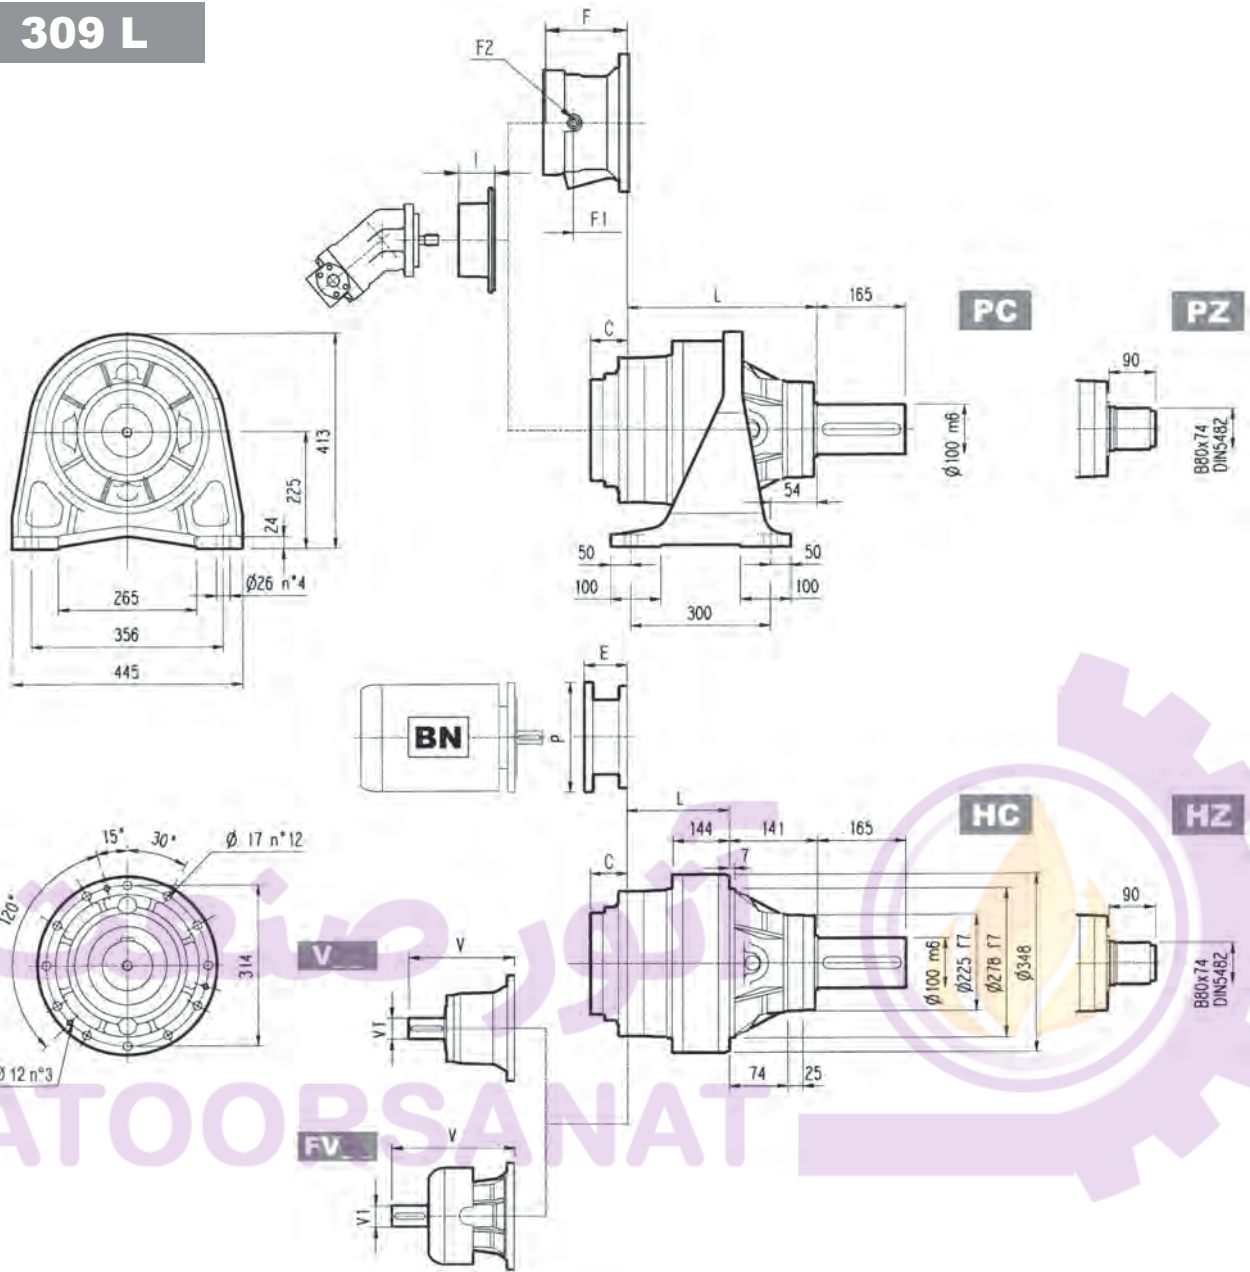 309 L
F
F2
I
F1
L
165
PC
PZ
C
90
413
225
24
Ø100 m6
B80x74
DIN5482
54
50
50
Ø26 n°4
100
100
265
300
356
445
E
BN
P
L
HC
HZ
144
141
165
15°
30°
Ø 17 n°12
C
7
90
120°
314
V
V
Ø100 m6
Ø225 f7
Ø278 f7
Ø348
B80x74
DIN5482
V1
74
25
Ø 12 n°3
آتور صنعت
ATOORSANAT
FV
V
V1